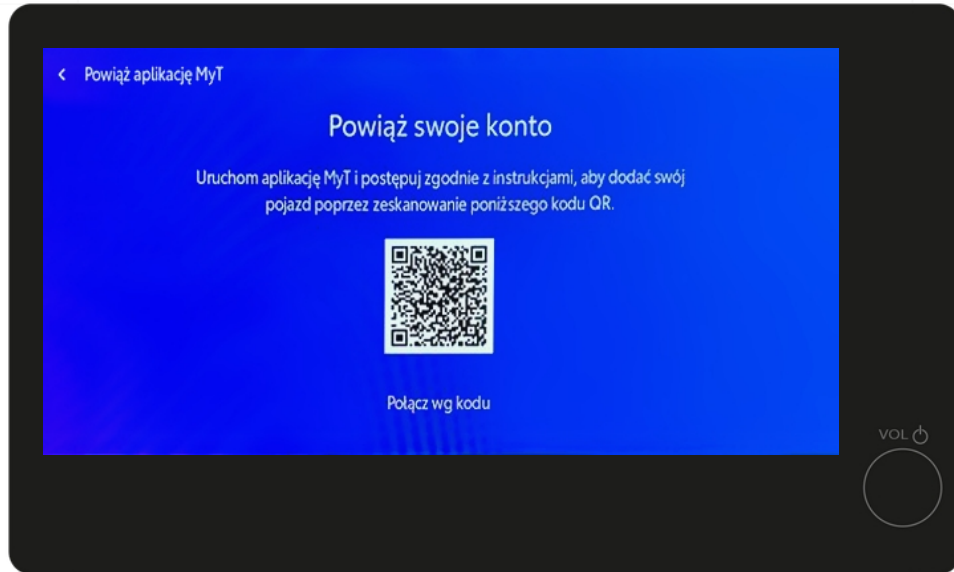 < Powiąż aplikację MyT
Powiąż swoje konto
Uruchom aplikację MyT i postępuj zgodnie z instrukcjami, aby dodać swój
pojazd poprzez zeskanowanie poniższego kodu QR.
Połącz wg kodu
VOL